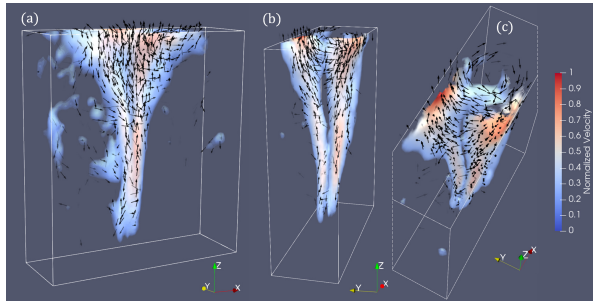 (a)
(b)
(c)
1
0.9
0.8
0.7
0.6
0.5
0.4
0.3
0.2
0.1
0
Normalized Velocity
Z
Y
X
Z
Y
X
Z
Y
X